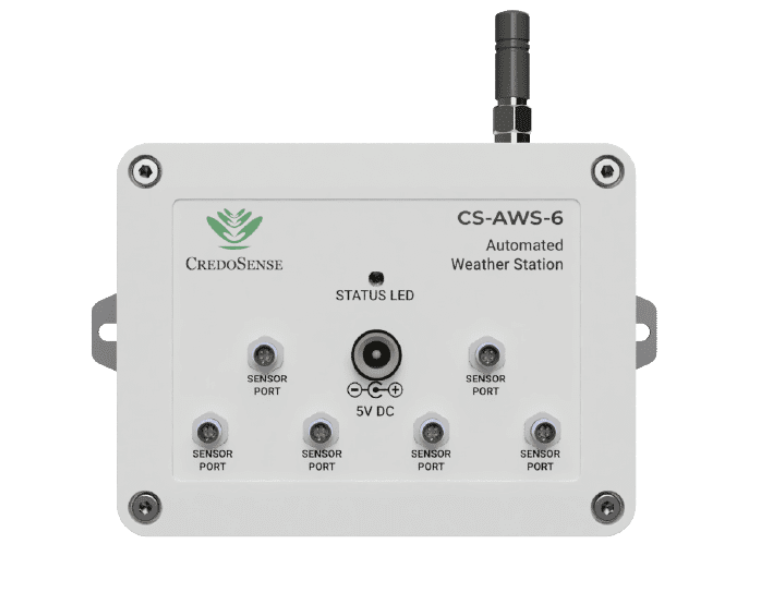 CS-AWS-6
CREDOSENSE
Automated
Weather Station
STATUS LED
SENSOR
PORT
SENSOR
PORT
5V DC
SENSOR
PORT
SENSOR
PORT
SENSOR
PORT
SENSOR
PORT